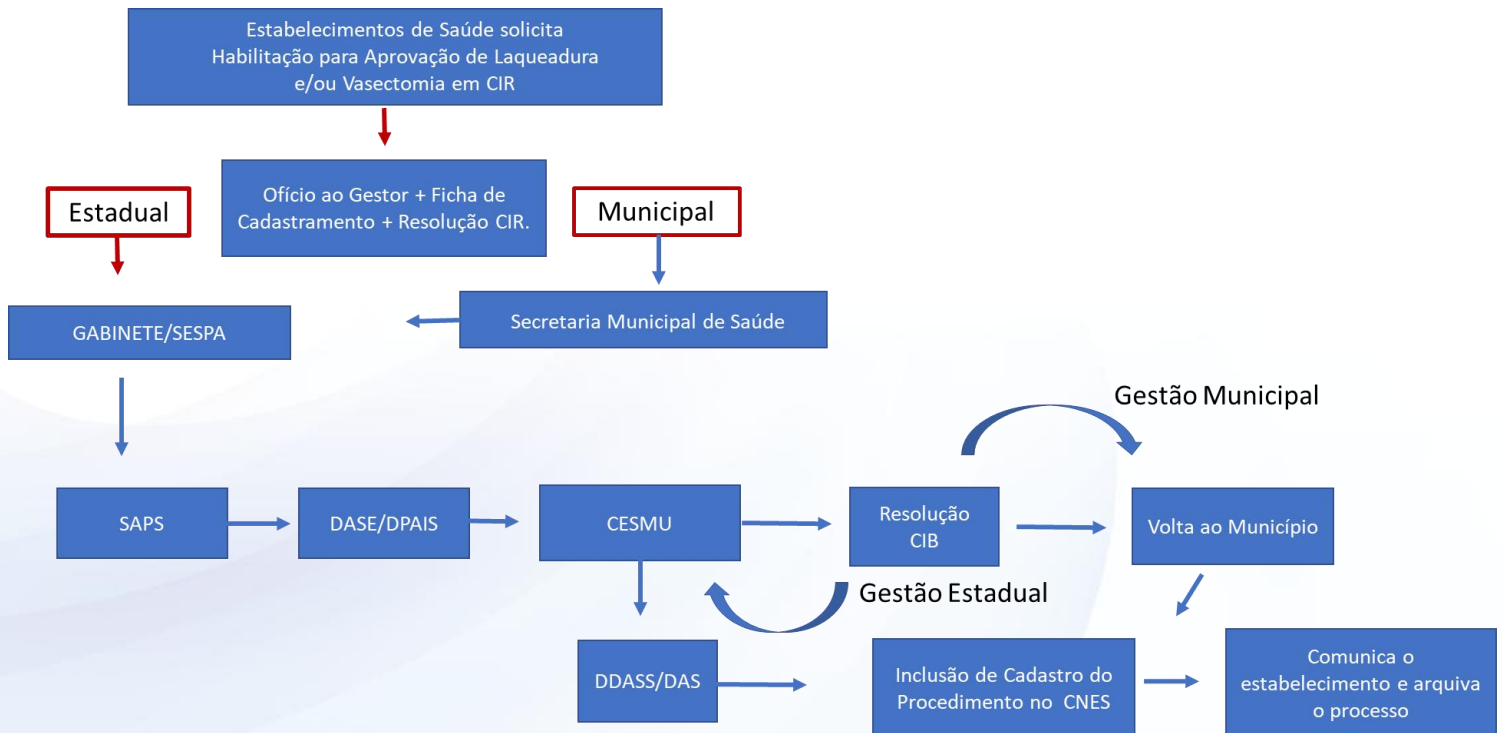 Estabelecimentos de Saúde solicita
Habilitação para Aprovação de Laqueadura
e/ou Vasectomia em CIR
Ofício ao Gestor + Ficha de
Cadastramento + Resolução CIR.
Estadual
Municipal
GABINETE/SESPA
Secretaria Municipal de Saúde
Gestão Municipal
SAPS
DASE/DPAIS
CESMU
Resolução
CIB
Volta ao Município
Gestão Estadual
DDASS/DAS
Inclusão de Cadastro do
Procedimento no CNES
Comunica o
estabelecimento e arquiva
o processo